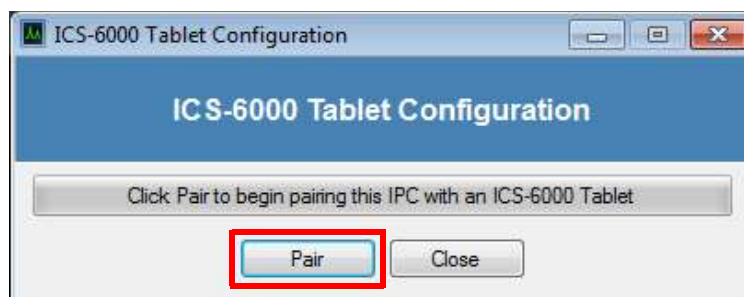 ICS-6000 Tablet Configuration
ICS-6000 Tablet Configuration
Click Pair to begin pairing this IPC with an ICS-6000 Tablet
Pair Close